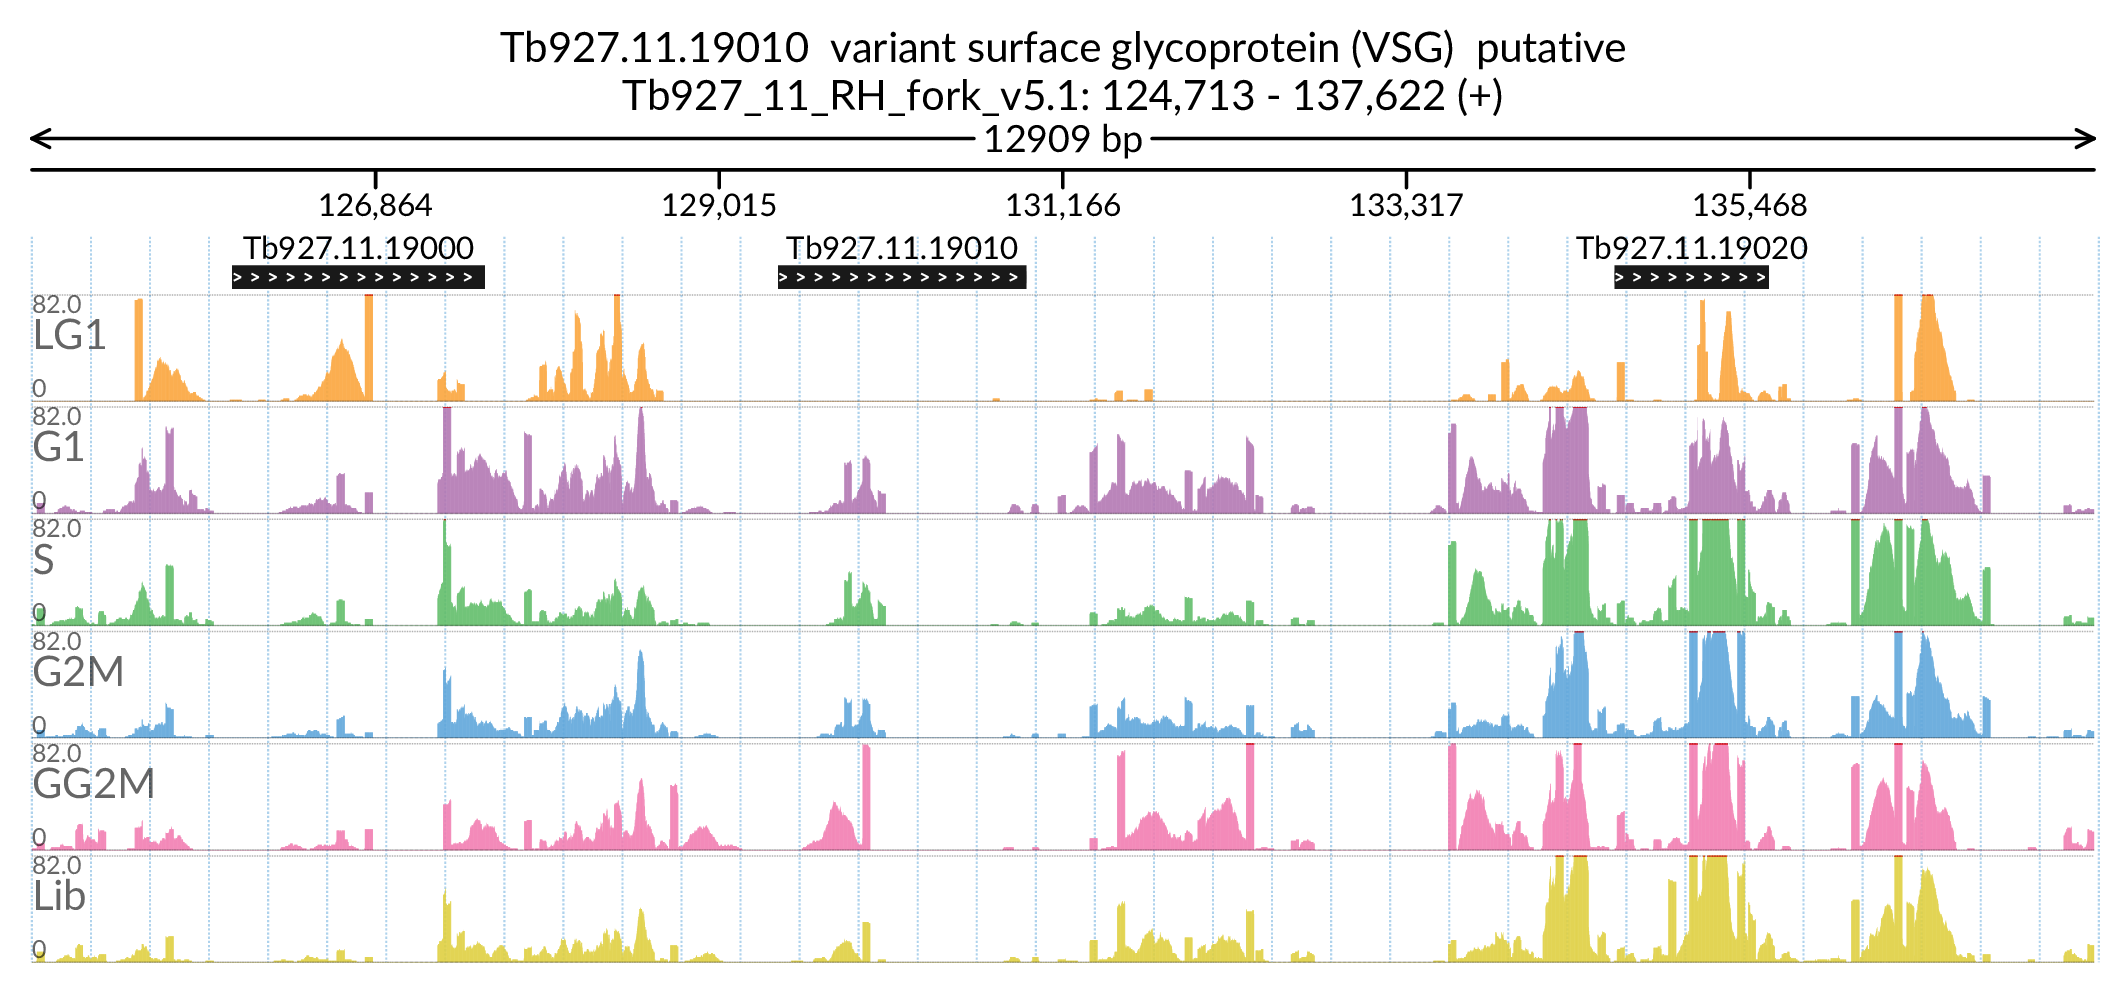 Tb927.11.19010 variant surface glycoprotein (VSG) putative
Tb927_11_RH_fork_v5.1: 124,713 - 137,622 (+)
12909 bp
126,864 129,015 131,166 133,317 135,468
Tb927.11.19000 Tb927.11.19010 Tb927.11.19020
82.0
LG1
0
82.0
G1
0
82.0
S
0
82.0
G2M
0
82.0
GG2M
0
82.0
Lib
0